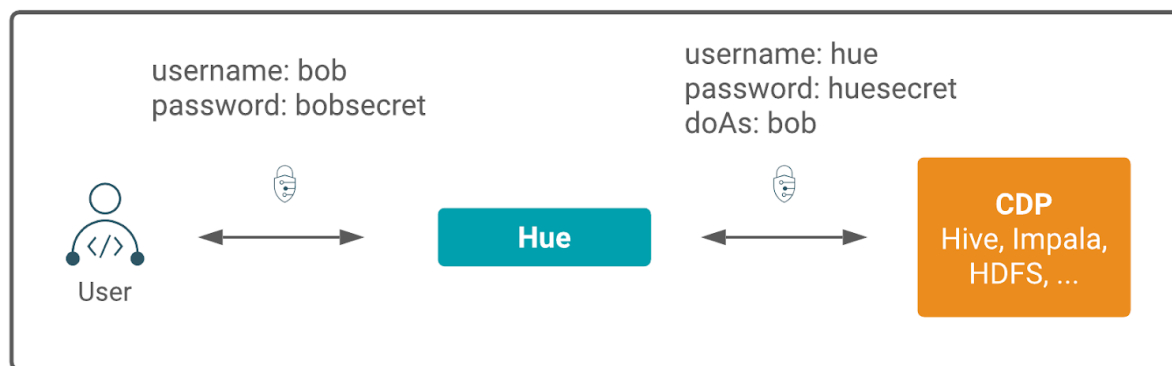 username: bob
password: bobsecret
username: hue
password: huesecret
doAs: bob
</>
User
Hue
CDP
Hive, Impala,
HDFS, ...